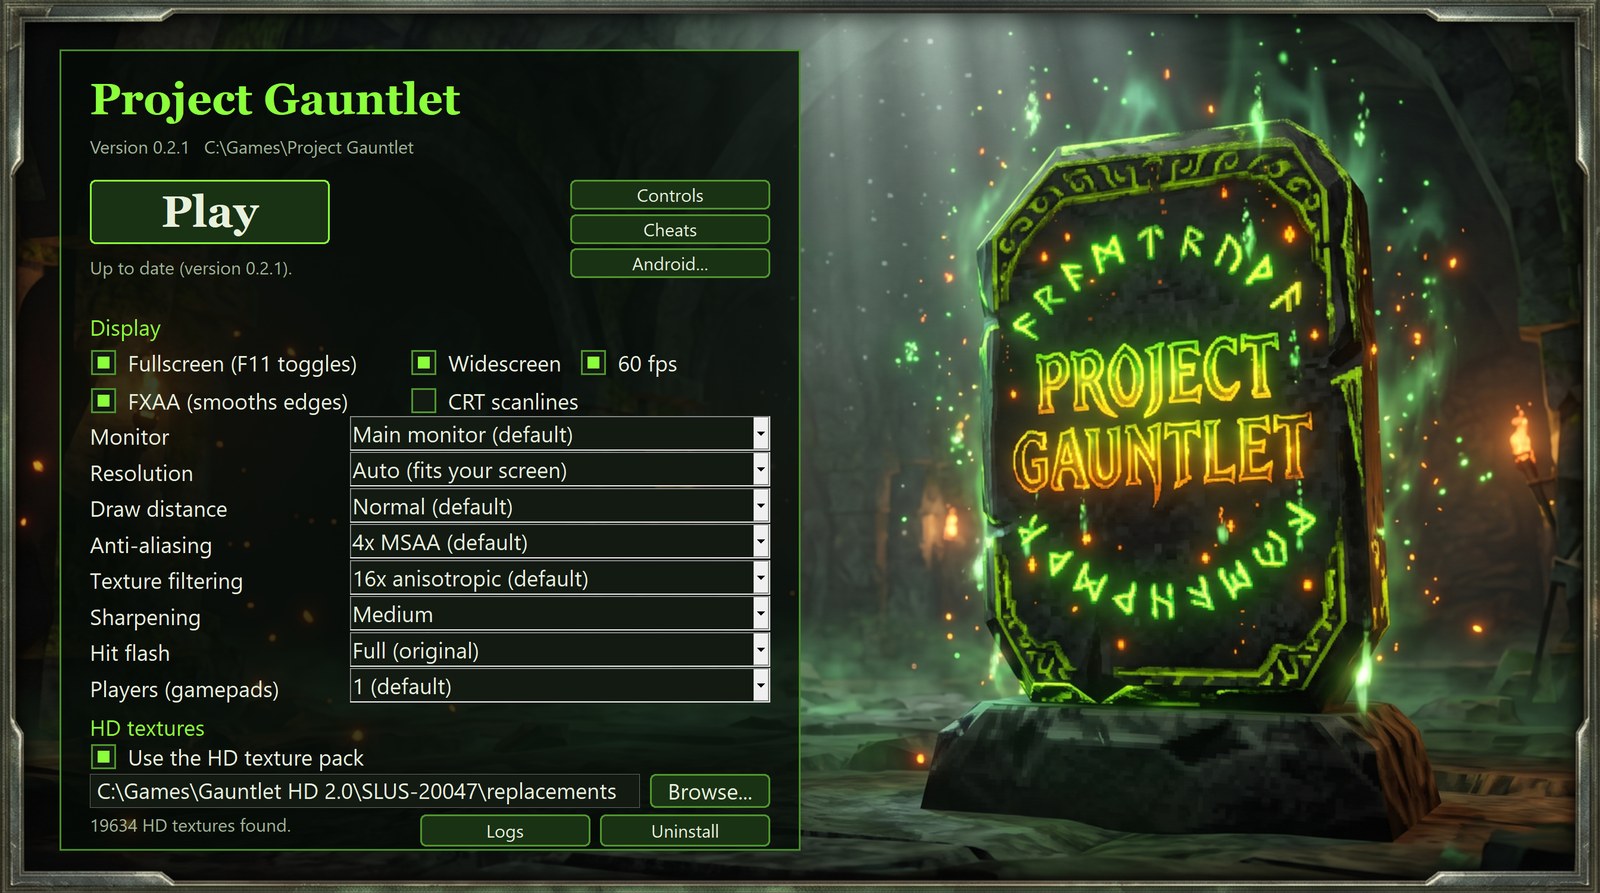 Project Gauntlet
Version 0.2.1 C:\Games\Project Gauntlet
Play
Controls
Cheats
Android...
Up to date (version 0.2.1).
Display
Fullscreen (F11 toggles)
Widescreen
60 fps
FXAA (smooths edges)
CRT scanlines
Monitor
Main monitor (default)
Resolution
Auto (fits your screen)
Draw distance
Normal (default)
Anti-aliasing
4x MSAA (default)
Texture filtering
16x anisotropic (default)
Sharpening
Medium
Hit flash
Full (original)
Players (gamepads)
1 (default)
HD textures
Use the HD texture pack
C:\Games\Gauntlet HD 2.0\SLUS-20047\replacements
Browse...
19634 HD textures found.
Logs
Uninstall
PROJECT
GAUNTLET